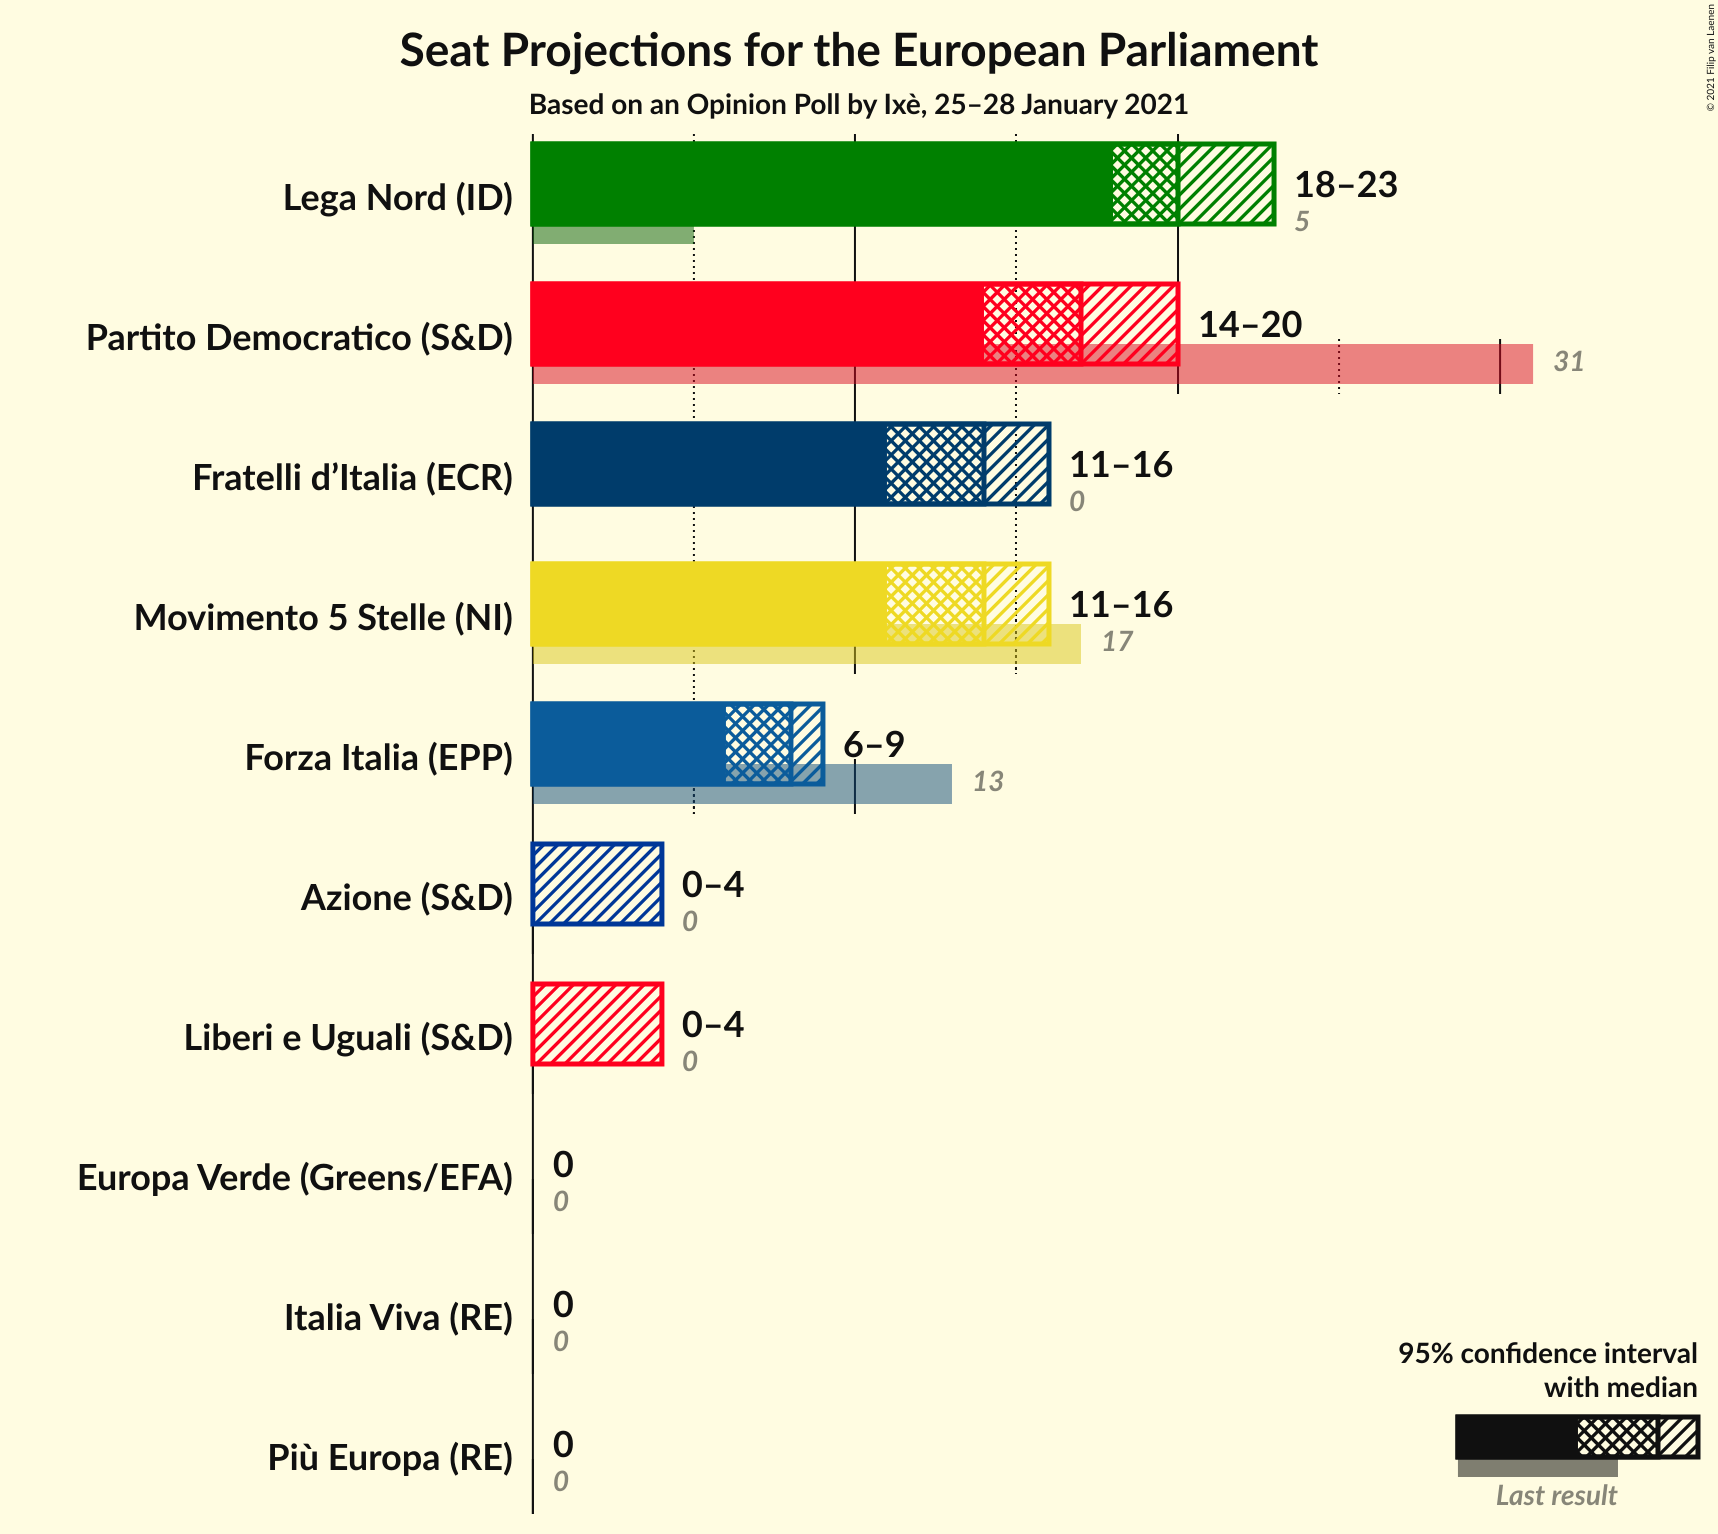 Seat Projections for the European Parliament
Based on an Opinion Poll by Ixè, 25–28 January 2021
© 2021 Filip van Laenen
Lega Nord (ID)
18–23
5
Partito Democratico (S&D)
14–20
31
Fratelli d’Italia (ECR)
11–16
0
Movimento 5 Stelle (NI)
11–16
17
Forza Italia (EPP)
6–9
13
Azione (S&D)
0–4
0
Liberi e Uguali (S&D)
0–4
0
Europa Verde (Greens/EFA)
0
0
Italia Viva (RE)
0
0
Più Europa (RE)
0
0
95% confidence interval
with median
Last result